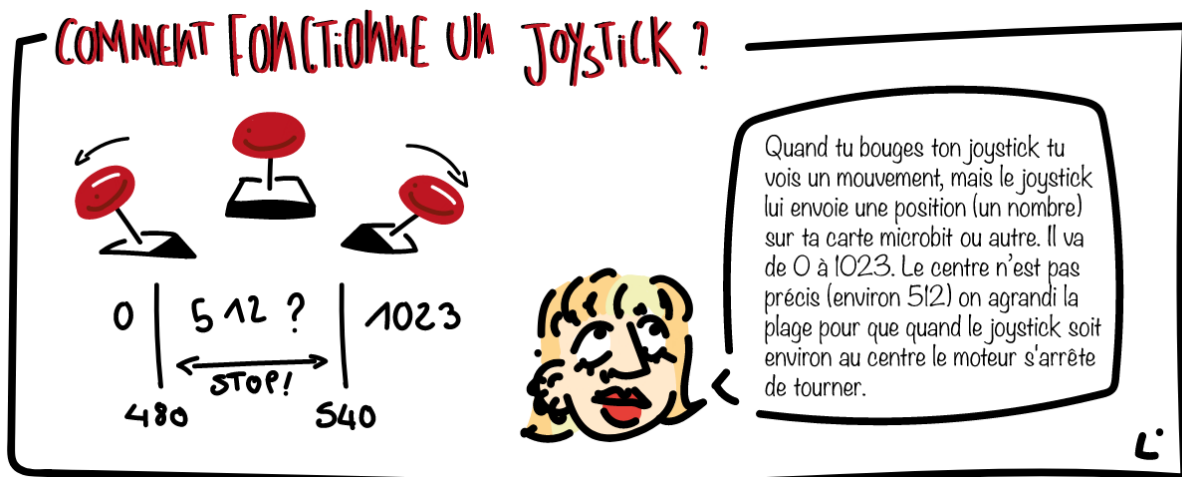 COMMENT FONCTIONNE UN JOYSTICK ?
0 512 ? 1023
STOP!
480 540
Quand tu bouges ton joystick tu
vois un mouvement, mais le joystick
lui envoie une position (un nombre)
sur ta carte microbit ou autre. Il va
de 0 à 1023. Le centre n'est pas
précis (environ 512) on agrandi la
plage pour que quand le joystick soit
environ au centre le moteur s'arrête
de tourner.
L